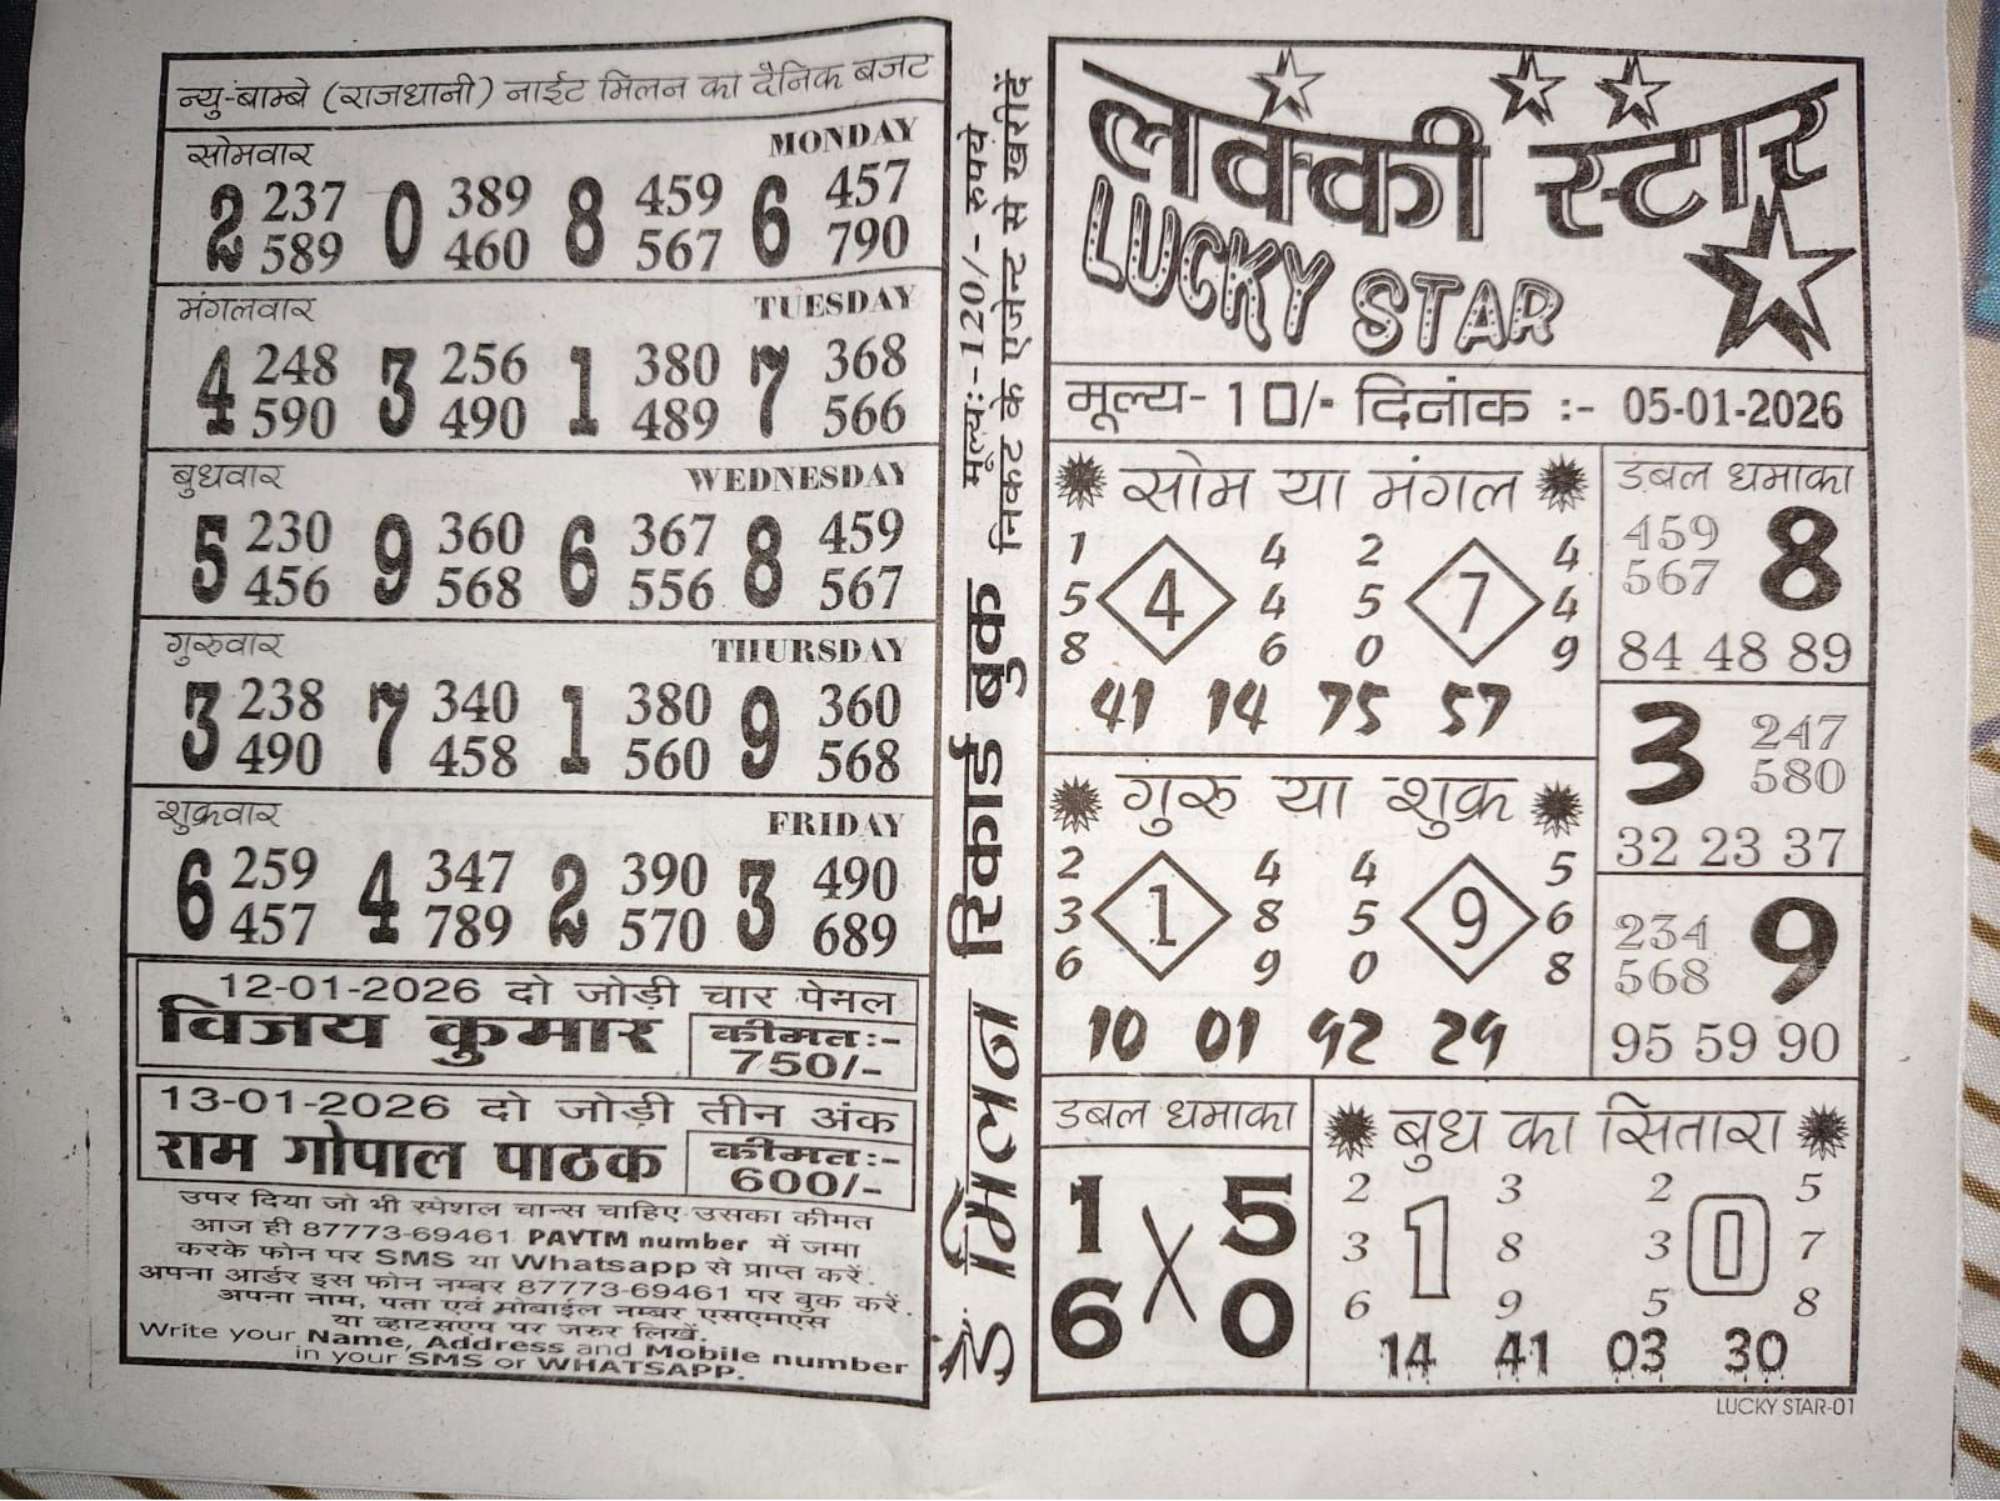 न्यु-बाम्बे (राजधानी) नाईट मिलन का दैनिक बजट
सोमवार MONDAY
2 237 0 389 8 459 6 457
589 460 567 790
मंगलवार TUESDAY
4 248 3 256 1 380 7 368
590 490 489 566
बुधवार WEDNESDAY
5 230 9 360 6 367 8 459
456 568 556 567
गुरुवार THURSDAY
3 238 7 340 1 380 9 360
490 458 560 568
शुक्रवार FRIDAY
6 259 4 347 2 390 3 490
457 789 570 689
12-01-2026 दो जोड़ी चार पेनल
विजय कुमार कीमत:-
750/-
13-01-2026 दो जोड़ी तीन अंक
राम गोपाल पाठक कीमत:-
600/-
उपर दिया जो भी स्पेशल चान्स चाहिए उसका कीमत
आज ही 87773-69461 PAYTM number में जमा
करके फोन पर SMS या Whatsapp से प्राप्त करें.
अपना आर्डर इस फोन नम्बर 87773-69461 पर बुक करें.
अपना नाम, पता एवं मोबाईल नम्बर एसएमएस
या व्हाटसएप पर जरुर लिखें.
Write your Name, Address and Mobile number
in your SMS or WHATSAPP.
डे मिलन रिकार्ड बुक
मूल्य:-120/- रुपये
निकट के एजेन्ट से खरीदें
लक्की स्टार
LUCKY STAR
मूल्य- 10/- दिनांक :- 05-01-2026
सोम या मंगल
1 4 2 4
5 4 4 5 7 4
8 6 0 9
41 14 75 57
गुरु या शुक्र
2 4 4 5
3 1 8 5 9 6
6 9 0 8
10 01 92 29
डबल धमाका
459 8
567
84 48 89
3 247
580
32 23 37
234 9
568
95 59 90
डबल धमाका
1 X 5
6 0
बुध का सितारा
2 3 2 5
3 1 8 3 0 7
6 9 5 8
14 41 03 30
LUCKY STAR-01